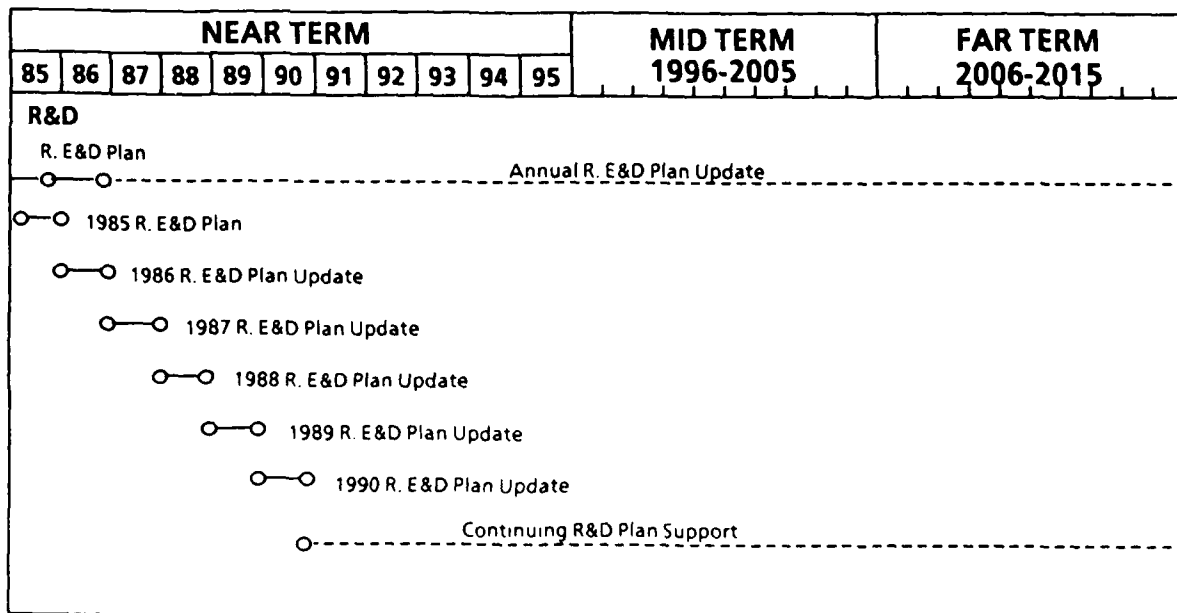 NEAR TERM
MID TERM
1996-2005
FAR TERM
2006-2015
85 86 87 88 89 90 91 92 93 94 95
R&D
R. E&D Plan
Annual R. E&D Plan Update
1985 R. E&D Plan
1986 R. E&D Plan Update
1987 R. E&D Plan Update
1988 R. E&D Plan Update
1989 R. E&D Plan Update
1990 R. E&D Plan Update
Continuing R&D Plan Support